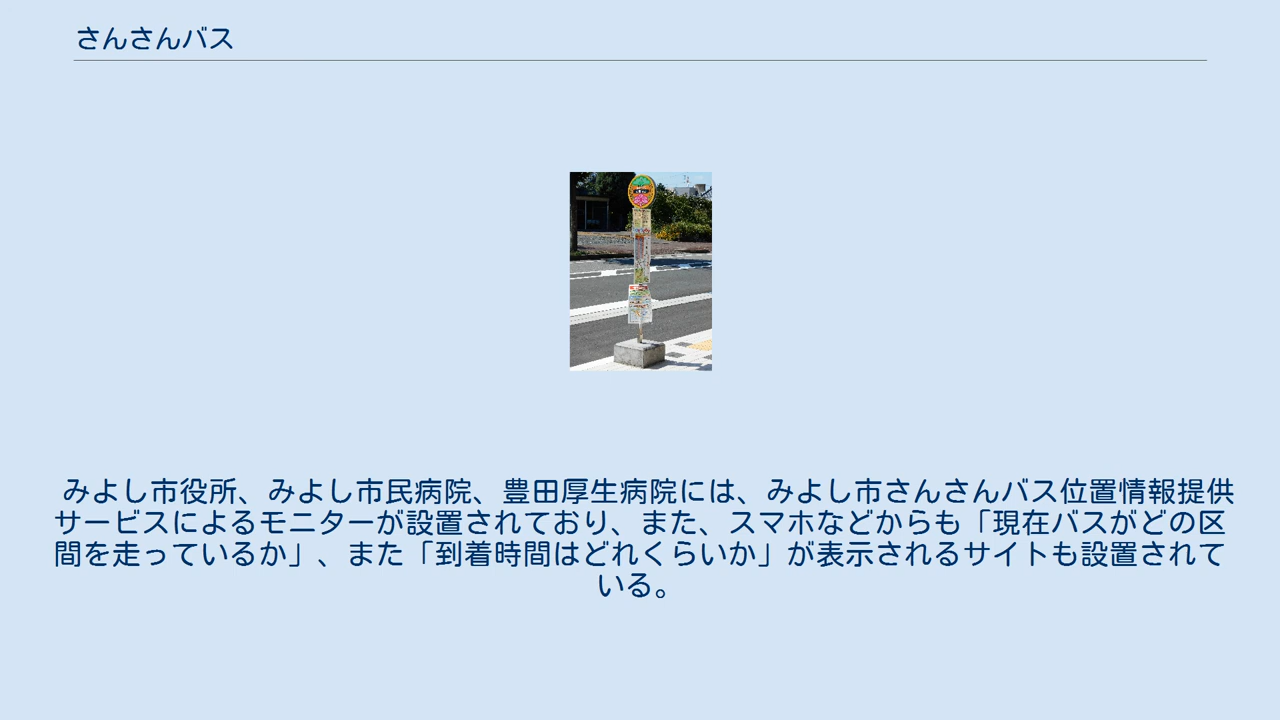 さんさんバス
みよし市役所、みよし市民病院、豊田厚生病院には、みよし市さんさんバス位置情報提供
サービスによるモニターが設置されており、また、スマホなどからも「現在バスがどの区
間を走っているか」、また「到着時間はどれくらいか」が表示されるサイトも設置されて
いる。